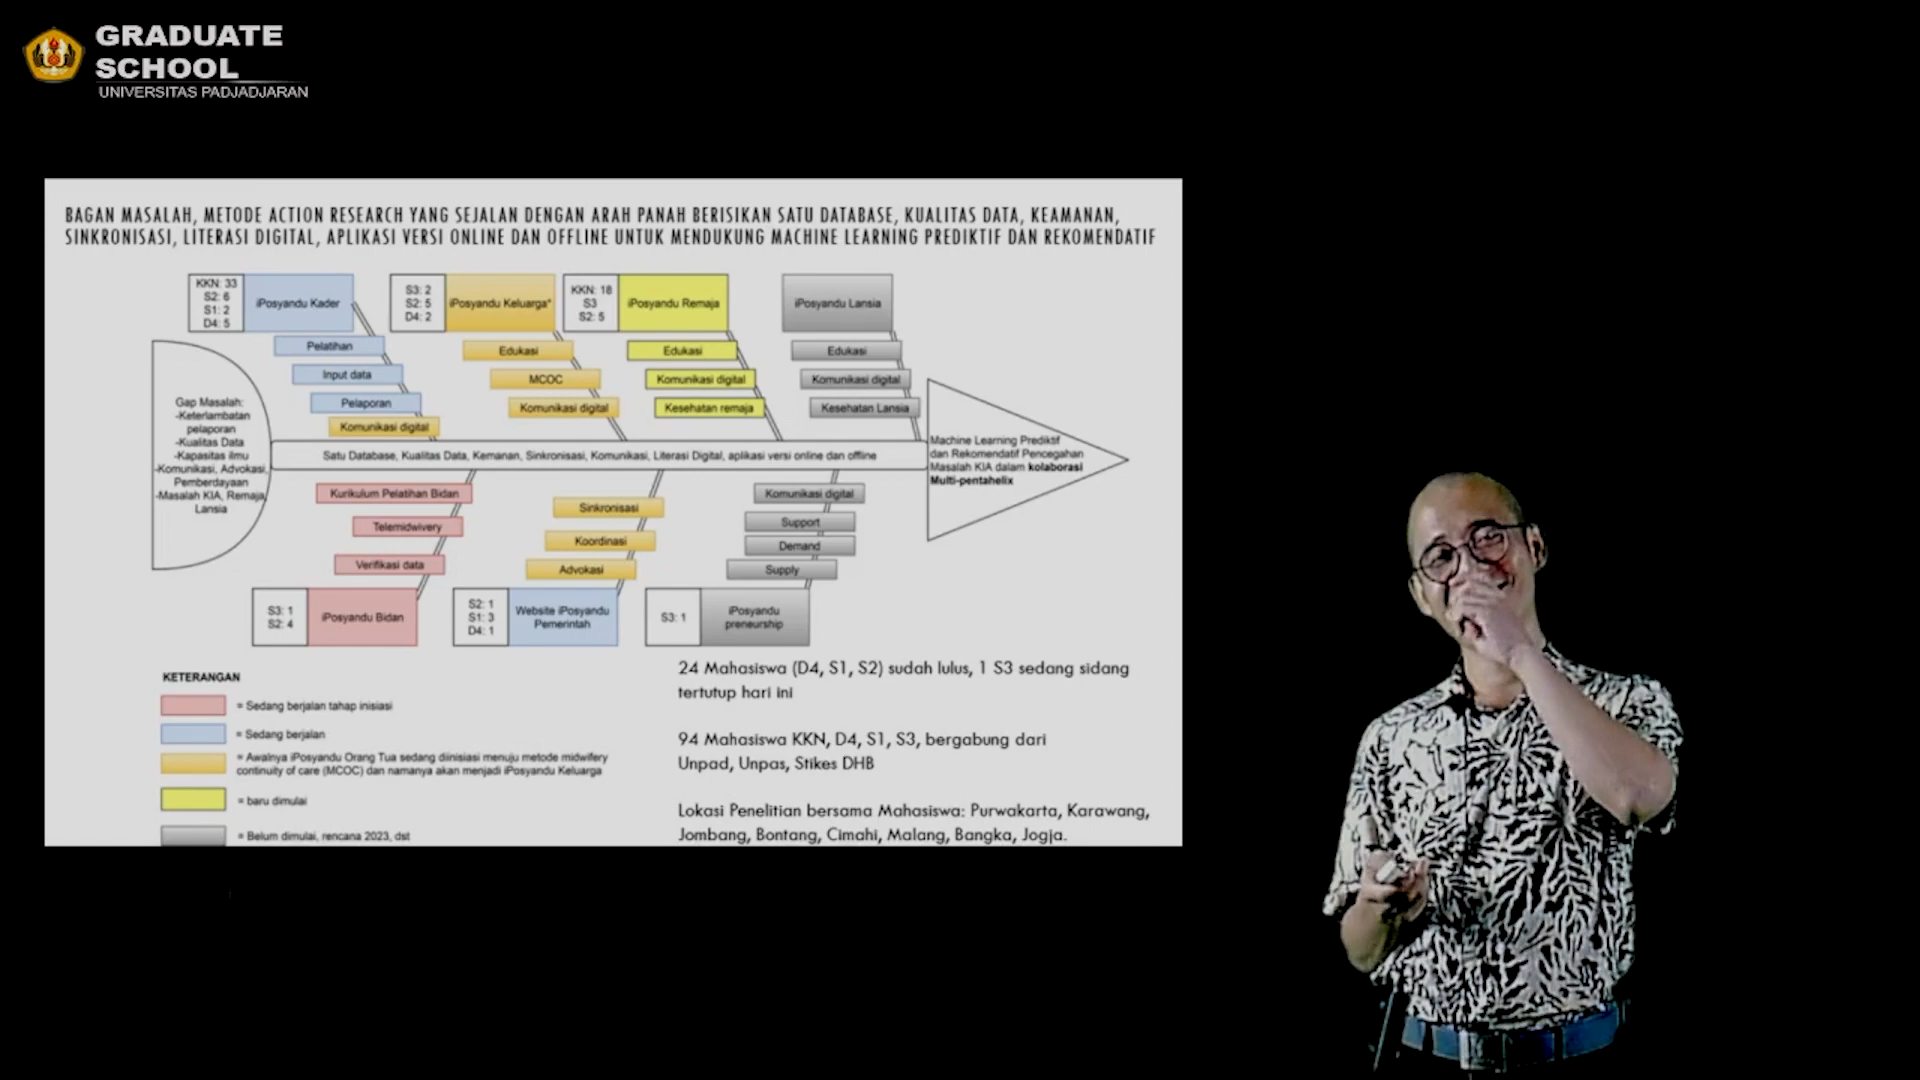 GRADUATE
SCHOOL
UNIVERSITAS PADJADJARAN
BAGAN MASALAH, METODE ACTION RESEARCH YANG SEJALAN DENGAN ARAH PANAH BERISIKAN SATU DATABASE, KUALITAS DATA, KEAMANAN,
SINKRONISASI, LITERASI DIGITAL, APLIKASI VERSI ONLINE DAN OFFLINE UNTUK MENDUKUNG MACHINE LEARNING PREDIKTIF DAN REKOMENDATIF
KKN: 33
S2: 6
S1: 2
D4: 5
iPosyandu Kader
Pelatihan
Input data
Pelaporan
Komunikasi digital
S3: 2
S2: 5
D4: 2
iPosyandu Keluarga*
Edukasi
MCOC
Komunikasi digital
KKN: 18
S3
S2: 5
iPosyandu Remaja
Edukasi
Komunikasi digital
Kesehatan remaja
iPosyandu Lansia
Edukasi
Komunikasi digital
Kesehatan Lansia
Gap Masalah:
-Keterlambatan
pelaporan
-Kualitas Data
-Kapasitas ilmu
-Komunikasi, Advokasi,
Pemberdayaan
-Masalah KIA, Remaja,
Lansia
Satu Database, Kualitas Data, Kemanan, Sinkronisasi, Komunikasi, Literasi Digital, aplikasi versi online dan offline
Machine Learning Prediktif
dan Rekomendatif Pencegahan
Masalah KIA dalam kolaborasi
Multi-pentahelix
Kurikulum Pelatihan Bidan
Telemidwivery
Verifikasi data
S3: 1
S2: 4
iPosyandu Bidan
Sinkronisasi
Koordinasi
Advokasi
S2: 1
S1: 3
D4: 1
Website iPosyandu
Pemerintah
Komunikasi digital
Support
Demand
Supply
S3: 1
iPosyandu
preneurship
KETERANGAN
= Sedang berjalan tahap inisiasi
= Sedang berjalan
= Awalnya iPosyandu Orang Tua sedang diinisiasi menuju metode midwifery
continuity of care (MCOC) dan namanya akan menjadi iPosyandu Keluarga
= baru dimulai
= Belum dimulai, rencana 2023, dst
24 Mahasiswa (D4, S1, S2) sudah lulus, 1 S3 sedang sidang
tertutup hari ini
94 Mahasiswa KKN, D4, S1, S3, bergabung dari
Unpad, Unpas, Stikes DHB
Lokasi Penelitian bersama Mahasiswa: Purwakarta, Karawang,
Jombang, Bontang, Cimahi, Malang, Bangka, Jogja.